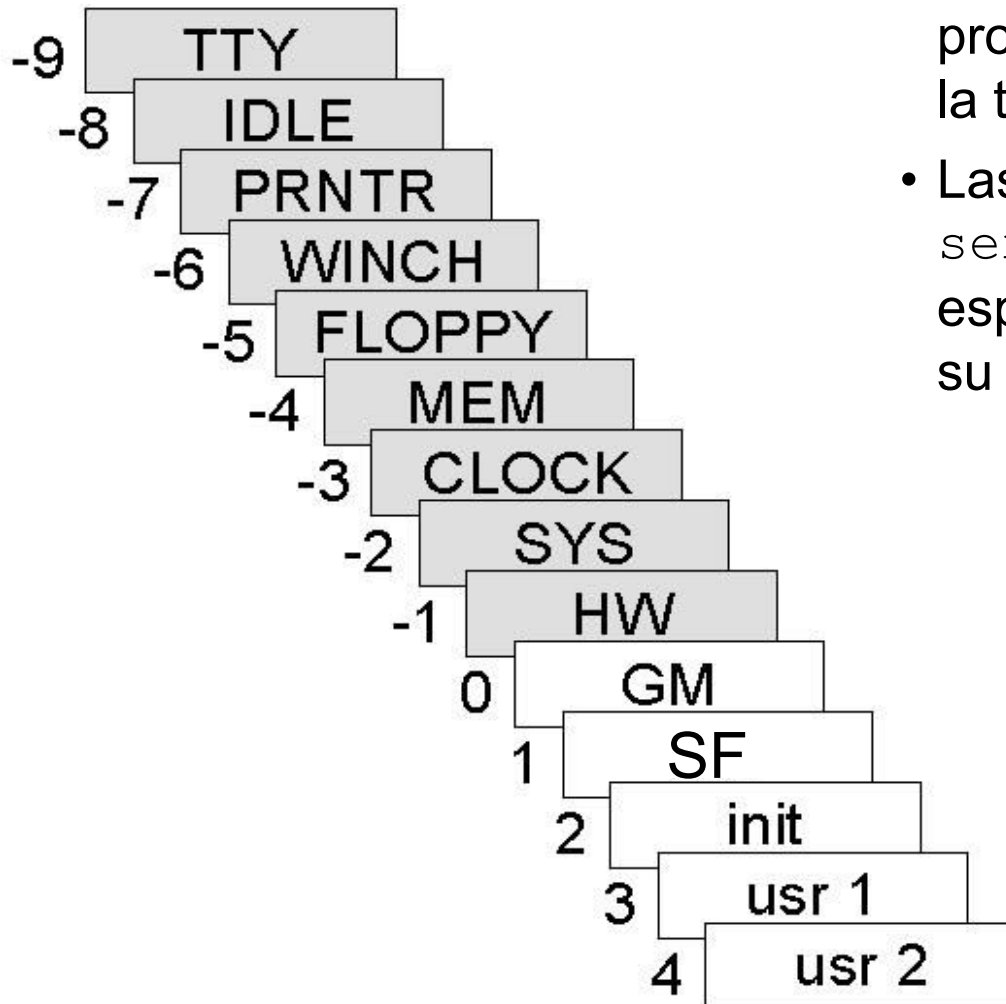 -9 TTY
-8 IDLE
-7 PRNTR
-6 WINCH
-5 FLOPPY
-4 MEM
-3 CLOCK
-2 SYS
-1 HW
0 GM
1 SF
2 init
3 usr 1
4 usr 2
la
• Las
su